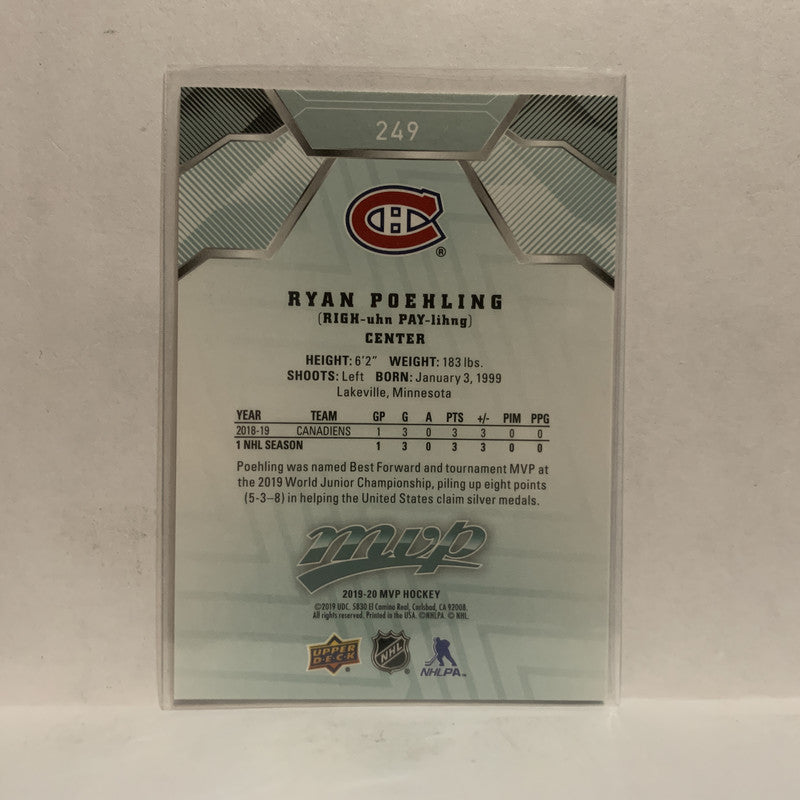 249
RYAN POEHLING
(RIGH-uhn PAY-lihng)
CENTER
HEIGHT: 6'2" WEIGHT: 183 lbs.
SHOOTS: Left BORN: January 3, 1999
Lakeville, Minnesota
YEAR TEAM GP G A PTS +/- PIM PPG
2018-19 CANADIENS 1 3 0 3 3 0 0
1 NHL SEASON 1 3 0 3 3 0 0
Poehling was named Best Forward and tournament MVP at
the 2019 World Junior Championship, piling up eight points
(5-3–8) in helping the United States claim silver medals.
mvp
2019-20 MVP HOCKEY
©2019 UDC. 5830 El Camino Real, Carlsbad, CA 92008.
All rights reserved. Printed in the USA. ©NHLPA. © NHL.
UPPER DECK ® NHL ® NHLPA™